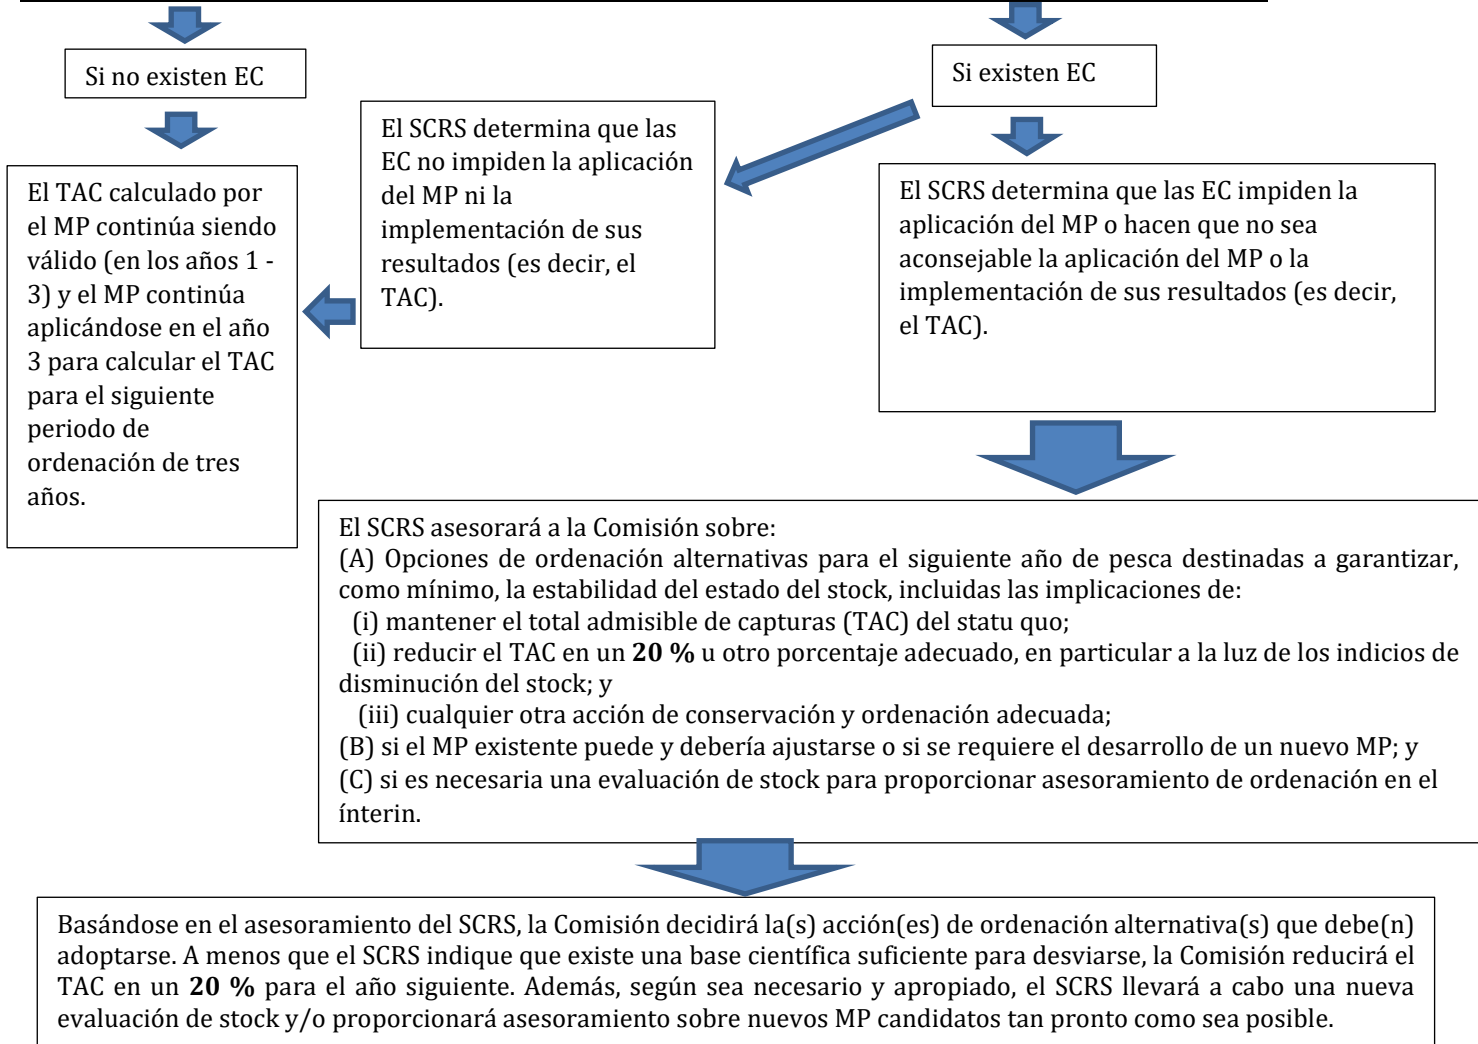 Si no existen EC
Si existen EC
El TAC calculado por
el MP continúa siendo
válido (en los años 1 -
3) y el MP continúa
aplicándose en el año
3 para calcular el TAC
para el siguiente
periodo de
ordenación de tres
años.
El SCRS determina que las
EC no impiden la aplicación
del MP ni la
implementación de sus
resultados (es decir, el
TAC).
El SCRS determina que las EC impiden la
aplicación del MP o hacen que no sea
aconsejable la aplicación del MP o la
implementación de sus resultados (es decir,
el TAC).
El SCRS asesorará a la Comisión sobre:
(A) Opciones de ordenación alternativas para el siguiente año de pesca destinadas a garantizar,
como mínimo, la estabilidad del estado del stock, incluidas las implicaciones de:
(i) mantener el total admisible de capturas (TAC) del statu quo;
(ii) reducir el TAC en un 20 % u otro porcentaje adecuado, en particular a la luz de los indicios de
disminución del stock; y
(iii) cualquier otra acción de conservación y ordenación adecuada;
(B) si el MP existente puede y debería ajustarse o si se requiere el desarrollo de un nuevo MP; y
(C) si es necesaria una evaluación de stock para proporcionar asesoramiento de ordenación en el
ínterin.
Basándose en el asesoramiento del SCRS, la Comisión decidirá la(s) acción(es) de ordenación alternativa(s) que debe(n)
adoptarse. A menos que el SCRS indique que existe una base científica suficiente para desviarse, la Comisión reducirá el
TAC en un 20 % para el año siguiente. Además, según sea necesario y apropiado, el SCRS llevará a cabo una nueva
evaluación de stock y/o proporcionará asesoramiento sobre nuevos MP candidatos tan pronto como sea posible.